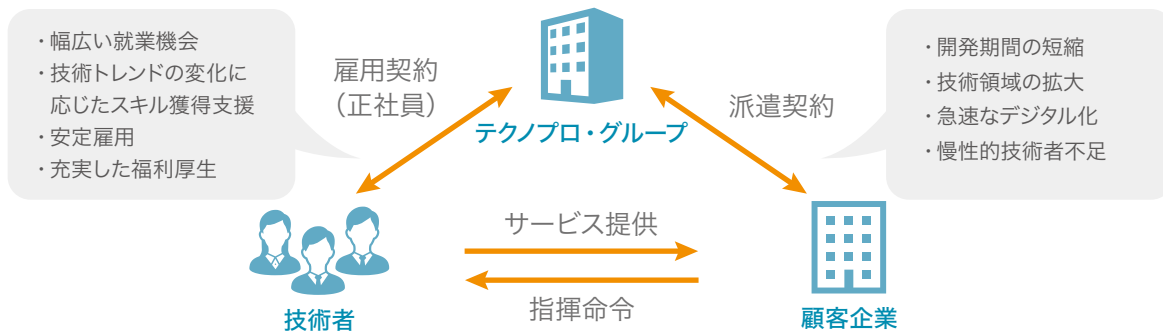 ・幅広い就業機会
・技術トレンドの変化に
応じたスキル獲得支援
・安定雇用
・充実した福利厚生
雇用契約
（正社員）
テクノプロ・グループ
派遣契約
・開発期間の短縮
・技術領域の拡大
・急速なデジタル化
・慢性的技術者不足
サービス提供
指揮命令
技術者
顧客企業